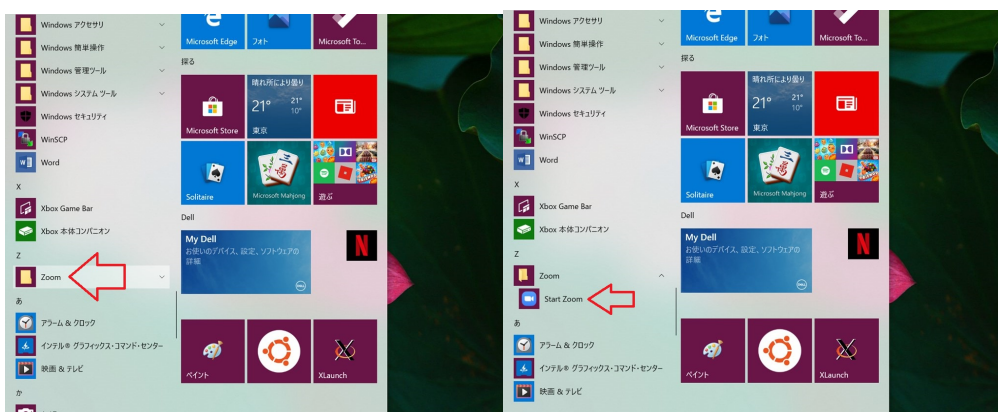 Windows アクセサリ
Windows 簡単操作
Windows 管理ツール
Windows システム ツール
Windows セキュリティ
WinSCP
Word
X
Xbox Game Bar
Xbox 本体コンパニオン
Z
Zoom
あ
アラーム & クロック
インテル® グラフィックス・コマンド・センター
映画 & テレビ
か
Microsoft Edge
フォト
Microsoft To...
探る
Microsoft Store
晴れ所により曇り
21° 21°
10°
東京
Solitaire
Microsoft Mahjong
遊ぶ
Dell
My Dell
お使いのデバイス、設定、ソフトウェアの
詳細
DELL
N
ペイント
XLaunch
Windows アクセサリ
Windows 簡単操作
Windows 管理ツール
Windows システム ツール
Windows セキュリティ
WinSCP
Word
X
Xbox Game Bar
Xbox 本体コンパニオン
Z
Zoom
Start Zoom
あ
アラーム & クロック
インテル® グラフィックス・コマンド・センター
映画 & テレビ
Microsoft Edge
フォト
Microsoft To...
探る
Microsoft Store
晴れ所により曇り
21° 21°
10°
東京
Solitaire
Microsoft Mahjong
遊ぶ
Dell
My Dell
お使いのデバイス、設定、ソフトウェアの
詳細
DELL
N
ペイント
XLaunch